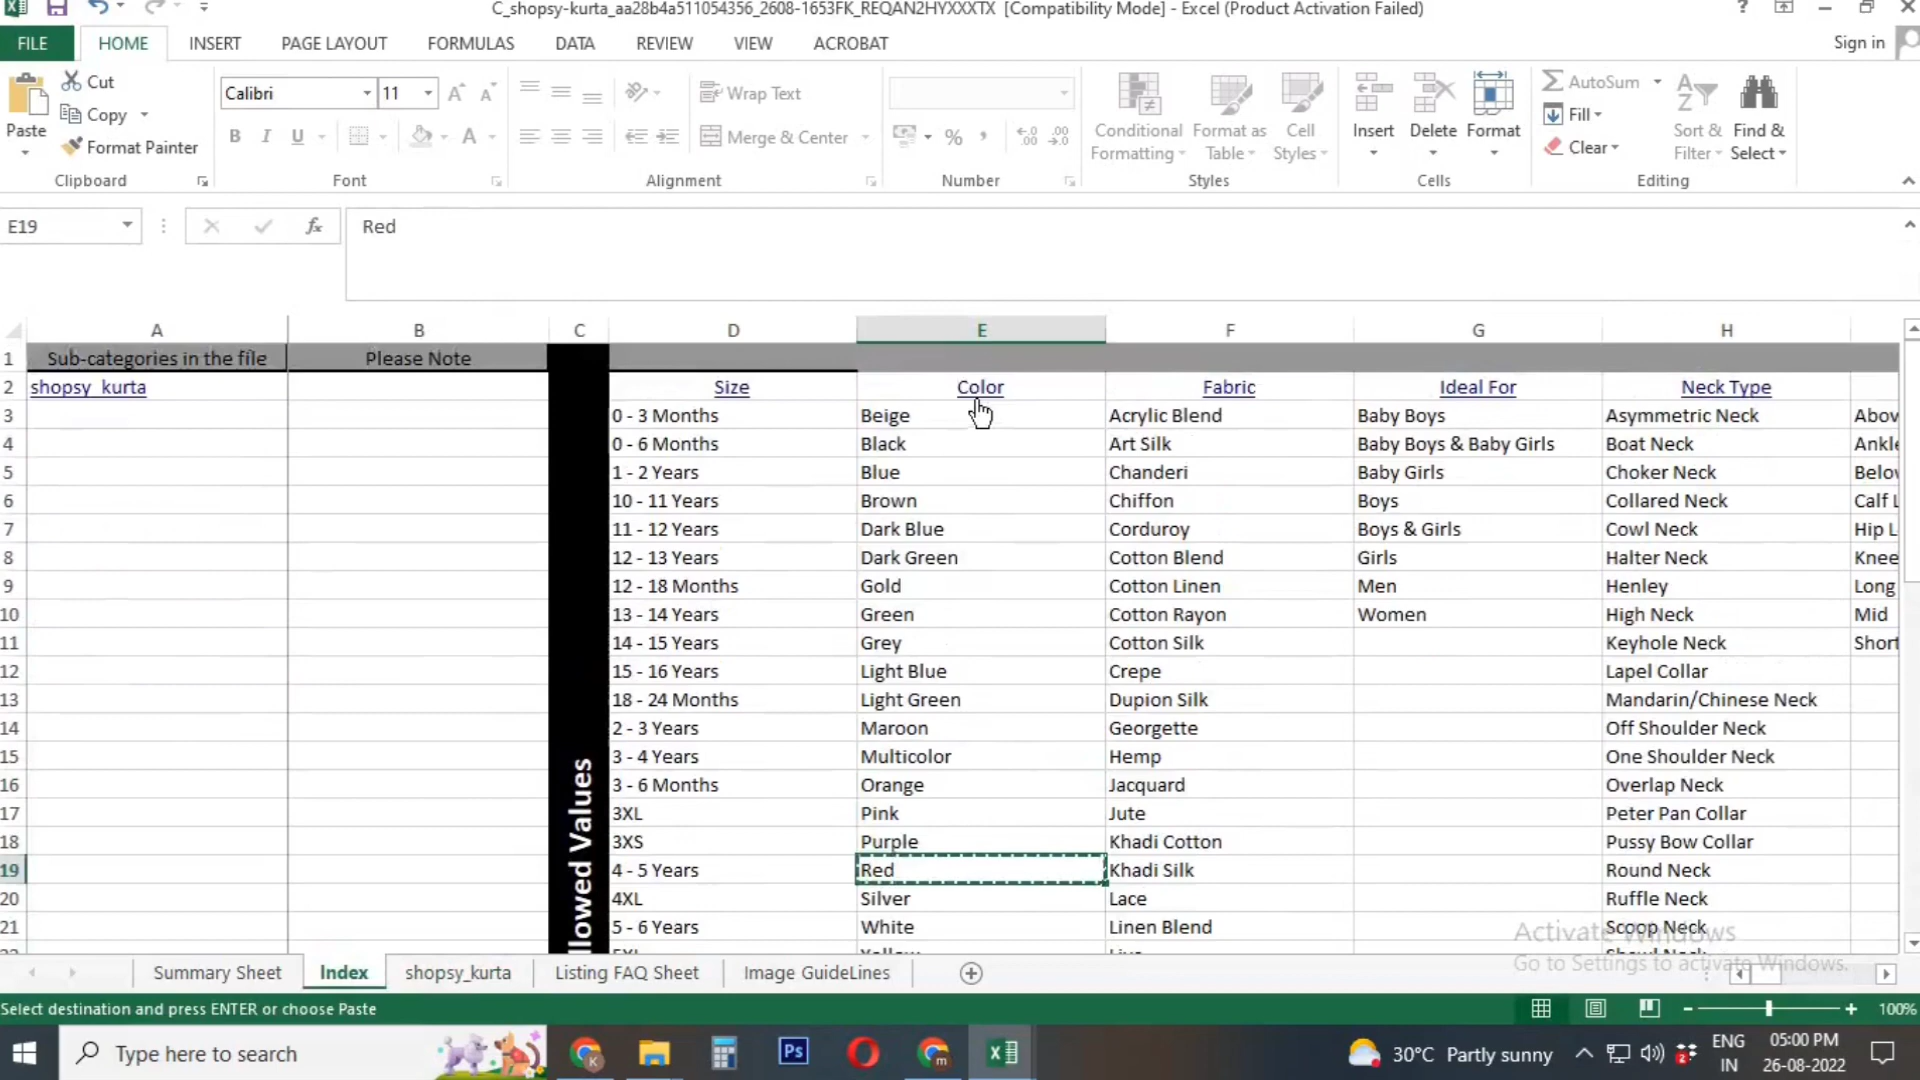 C_shopsy-kurta_aa28b4a511054356_2608-1653FK_REQAN2HYXXXTX [Compatibility Mode] - Excel (Product Activation Failed)
FILE HOME INSERT PAGE LAYOUT FORMULAS DATA REVIEW VIEW ACROBAT Sign in
Cut
Copy
Format Painter
Paste
Clipboard
Calibri 11
B I U A
Font
Wrap Text
Merge & Center
Alignment
%
Number
Conditional Formatting
Format as Table
Cell Styles
Styles
Insert Delete Format
Cells
AutoSum
Fill
Clear
Sort & Filter
Find & Select
Editing
E19 fx Red
A B C D E F G H
1 Sub-categories in the file Please Note
2 shopsy_kurta Size Color Fabric Ideal For Neck Type
3 0 - 3 Months Beige Acrylic Blend Baby Boys Asymmetric Neck Abov
4 0 - 6 Months Black Art Silk Baby Boys & Baby Girls Boat Neck Ankle
5 1 - 2 Years Blue Chanderi Baby Girls Choker Neck Below
6 10 - 11 Years Brown Chiffon Boys Collared Neck Calf L
7 11 - 12 Years Dark Blue Corduroy Boys & Girls Cowl Neck Hip L
8 12 - 13 Years Dark Green Cotton Blend Girls Halter Neck Knee
9 12 - 18 Months Gold Cotton Linen Men Henley Long
10 13 - 14 Years Green Cotton Rayon Women High Neck Mid
11 14 - 15 Years Grey Cotton Silk Keyhole Neck Short
12 15 - 16 Years Light Blue Crepe Lapel Collar
13 18 - 24 Months Light Green Dupion Silk Mandarin/Chinese Neck
14 2 - 3 Years Maroon Georgette Off Shoulder Neck
15 3 - 4 Years Multicolor Hemp One Shoulder Neck
16 3 - 6 Months Orange Jacquard Overlap Neck
17 3XL Pink Jute Peter Pan Collar
18 3XS Purple Khadi Cotton Pussy Bow Collar
19 4 - 5 Years Red Khadi Silk Round Neck
20 4XL Silver Lace Ruffle Neck
21 5 - 6 Years White Linen Blend Scoop Neck
llowed Values
Activate Windows
Go to Settings to activate Windows.
Summary Sheet Index shopsy_kurta Listing FAQ Sheet Image GuideLines
Select destination and press ENTER or choose Paste 100%
Type here to search
Ps
30°C Partly sunny
ENG
IN
05:00 PM
26-08-2022